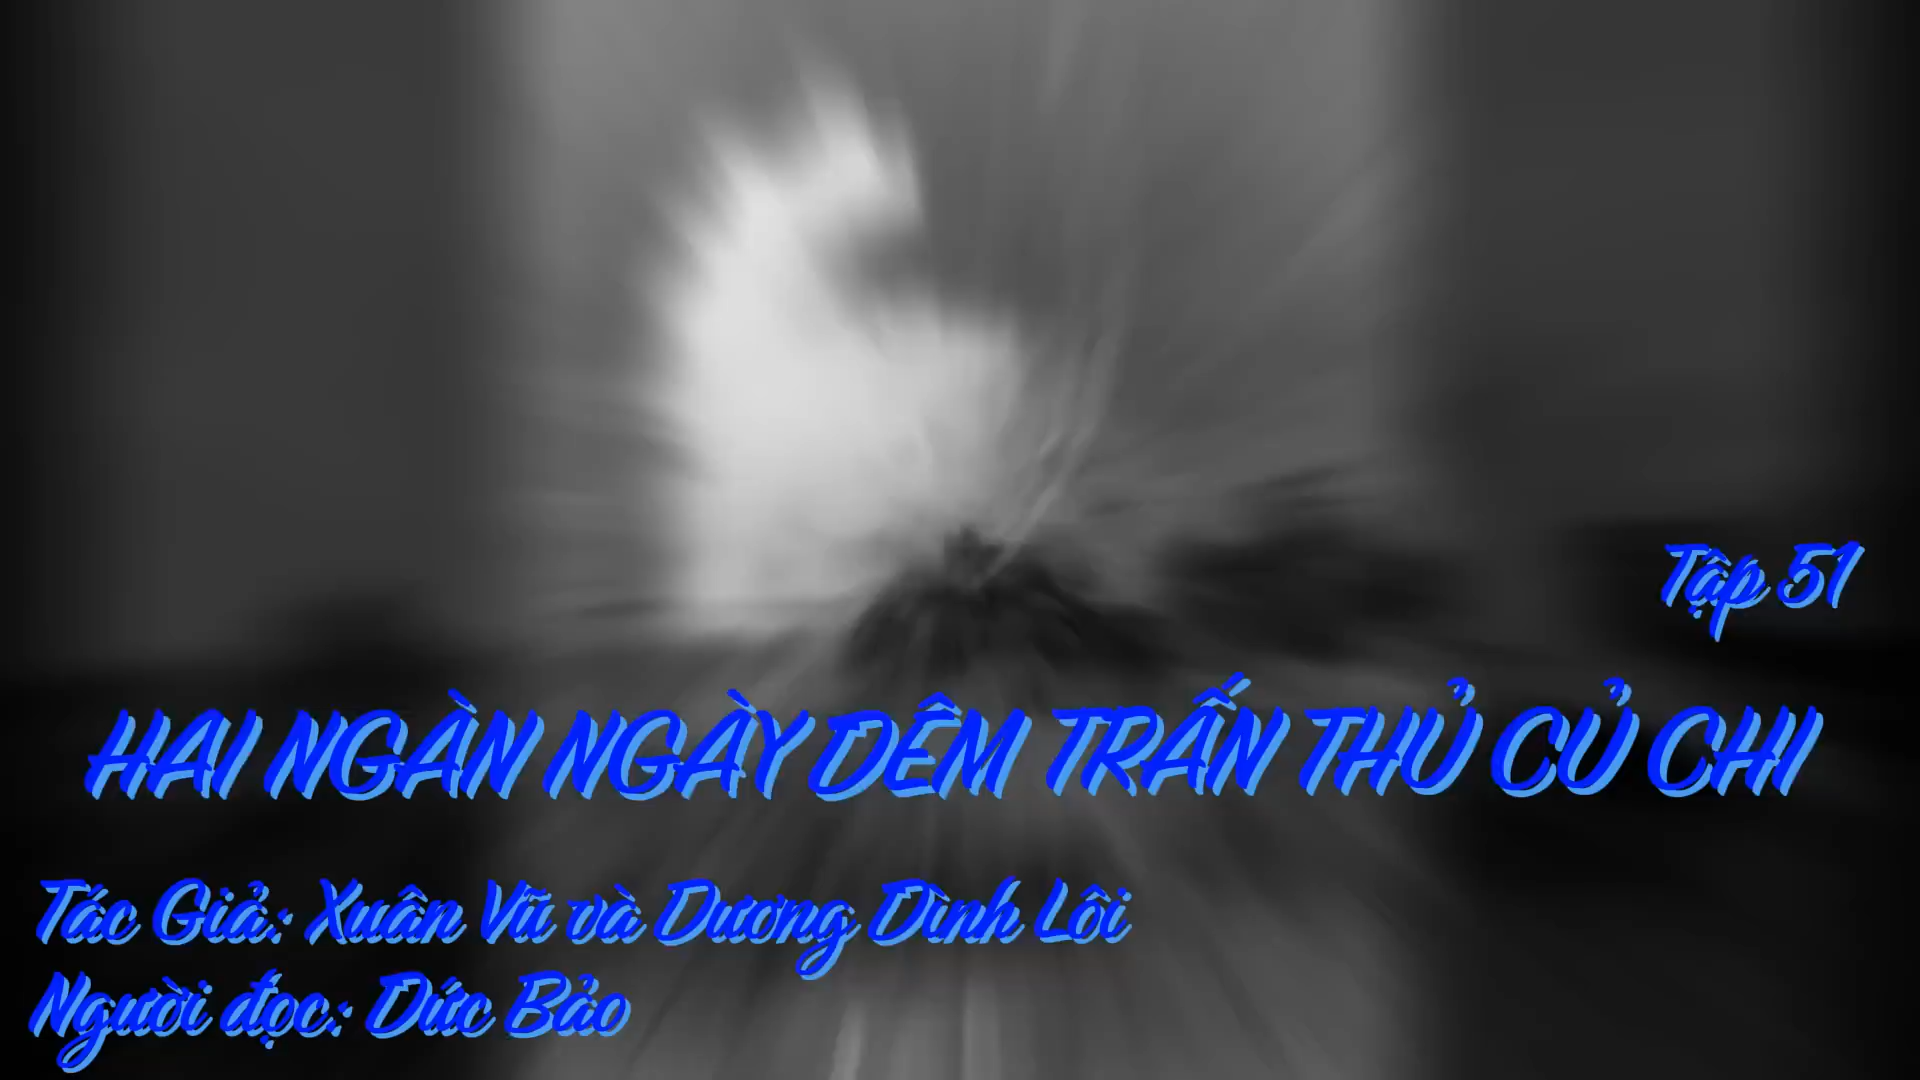 Tập 51
HAI NGÀN NGÀY ĐÊM TRẤN THỦ CỦ CHI
Tác Giả: Xuân Vũ và Dương Đình Lôi
Người đọc: Đức Bảo